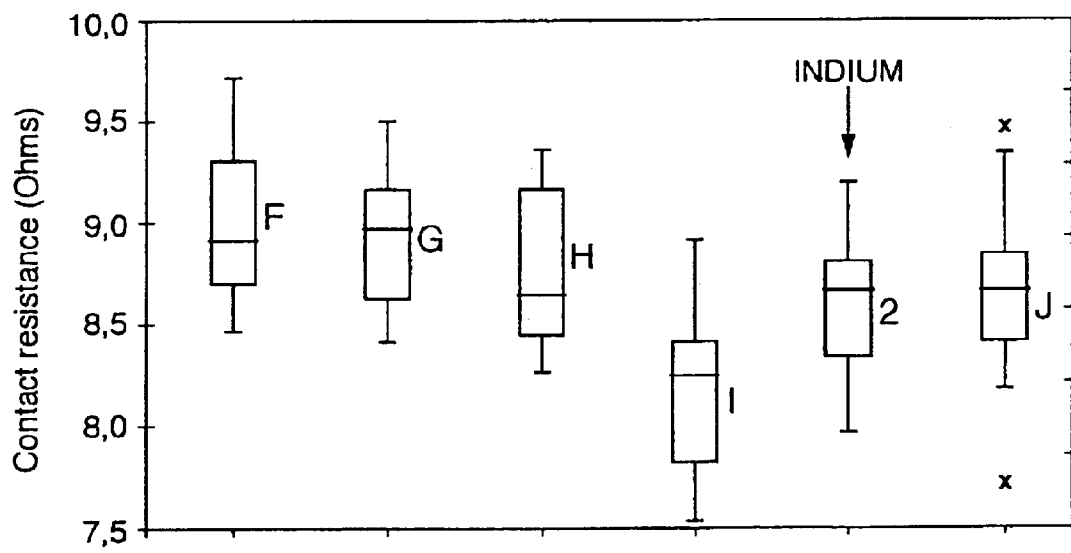 Contact resistance (Ohms)
10,0
9,5
9,0
8,5
8,0
7,5
INDIUM
F
G
H
I
2
J
x
x